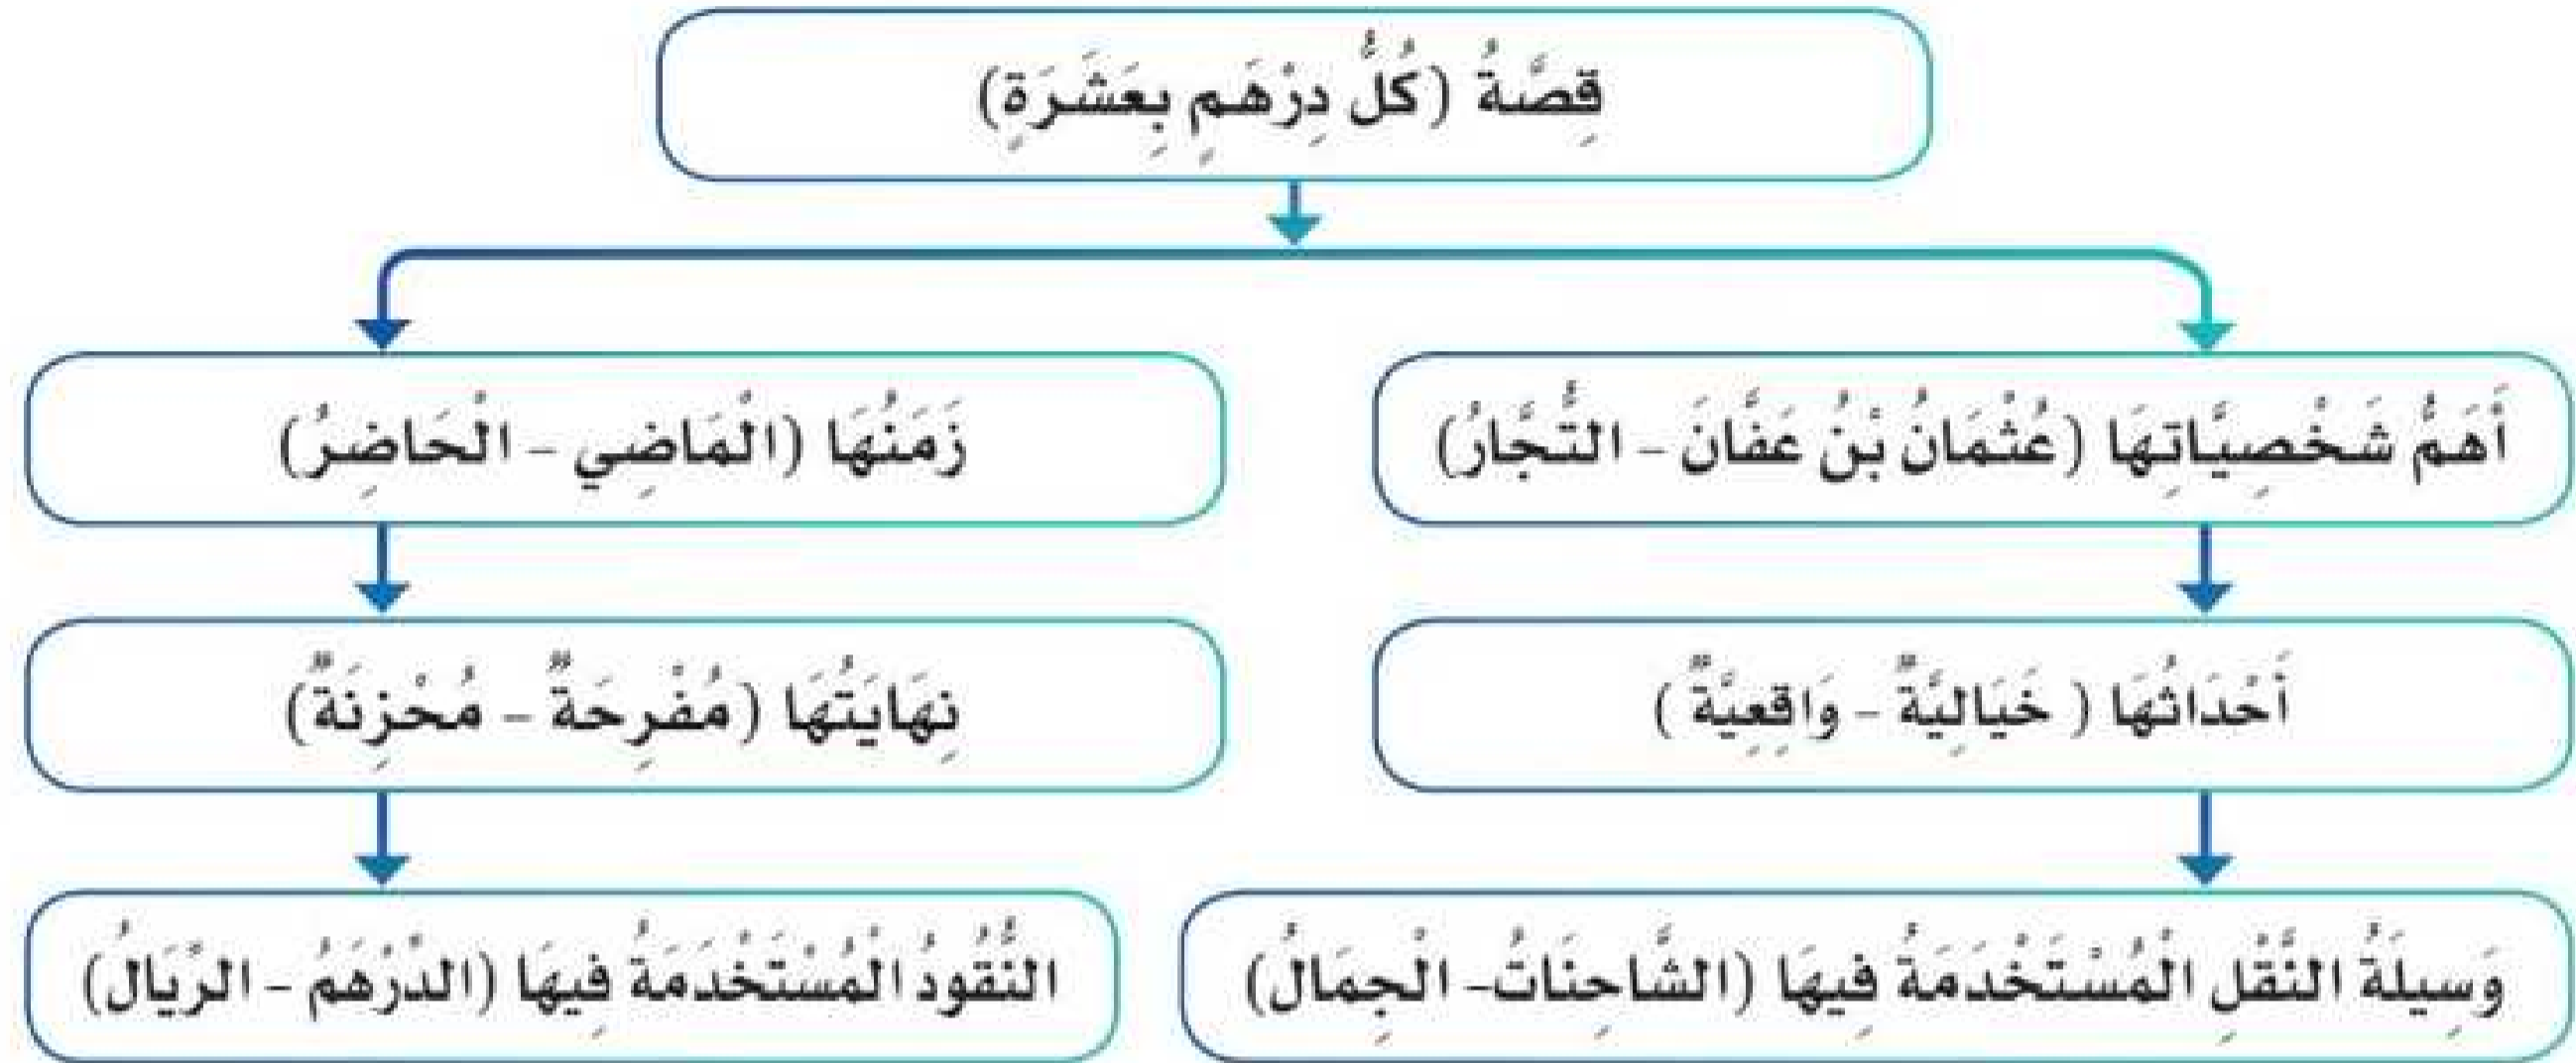 قِصَّةُ (كُلُّ دِرْهَمٍ بِعَشَرَةٍ)
أَهَمُّ شَخْصِيَّاتِهَا (عُثْمَانُ بْنُ عَفَّانَ - التُّجَّارُ)
زَمَنُهَا (الْمَاضِي - الْحَاضِرُ)
أَحْدَاثُهَا ( خَيَالِيَّةٌ - وَاقِعِيَّةٌ )
نِهَايَتُهَا (مُفْرِحَةٌ - مُحْزِنَةٌ)
وَسِيلَةُ النَّقْلِ الْمُسْتَخْدَمَةُ فِيهَا (الشَّاحِنَاتُ- الْجِمَالُ)
النُّقُودُ الْمُسْتَخْدَمَةُ فِيهَا (الدِّرْهَمُ - الرِّيَالُ)